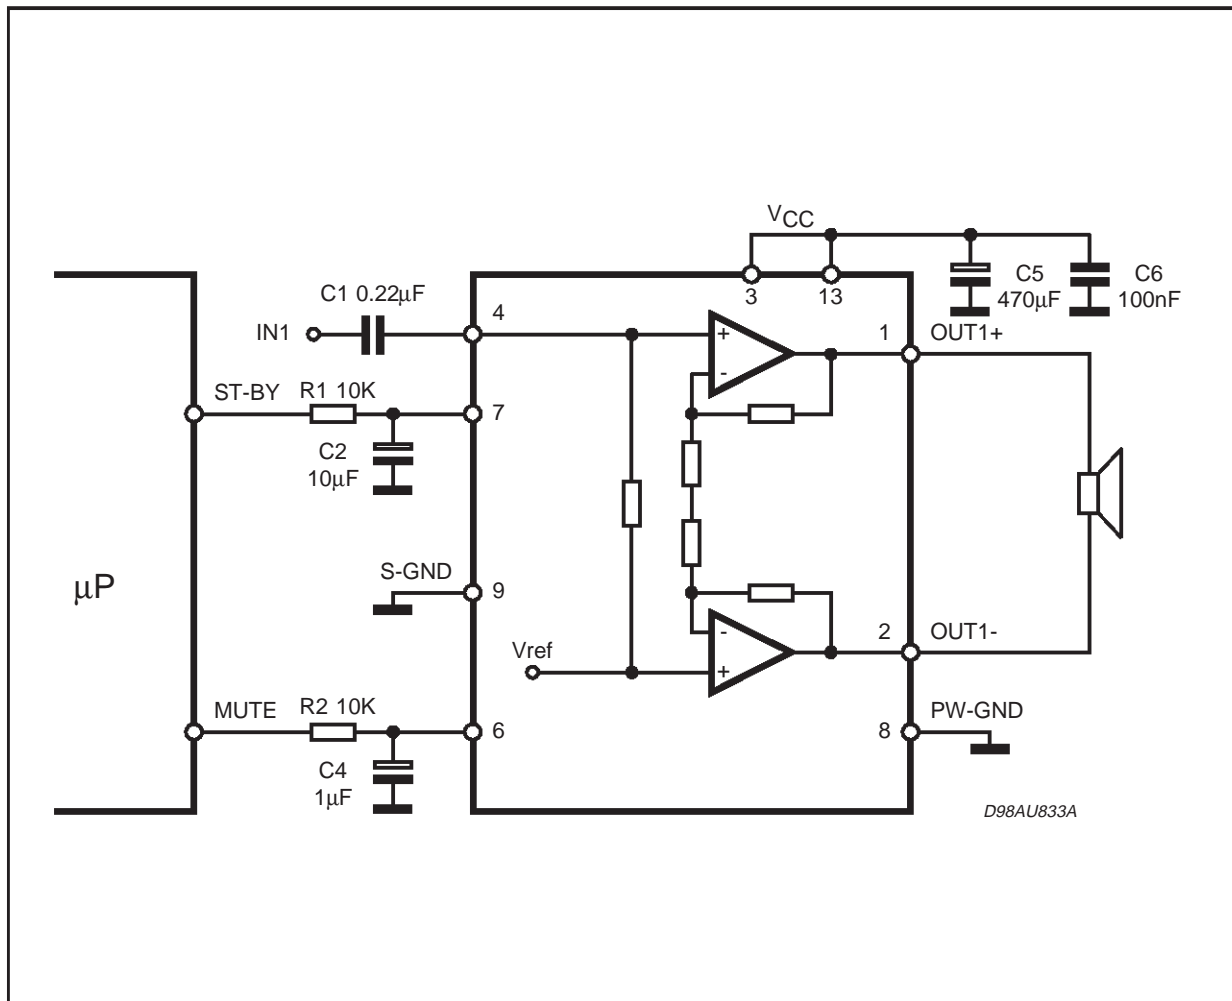 VCC
C5
470µF
C6
100nF
3
13
C1 0.22µF
IN1
4
+
-
1
OUT1+
ST-BY
R1 10K
7
C2
10µF
µP
S-GND
9
Vref
-
+
2
OUT1-
MUTE
R2 10K
6
C4
1µF
PW-GND
8
D98AU833A